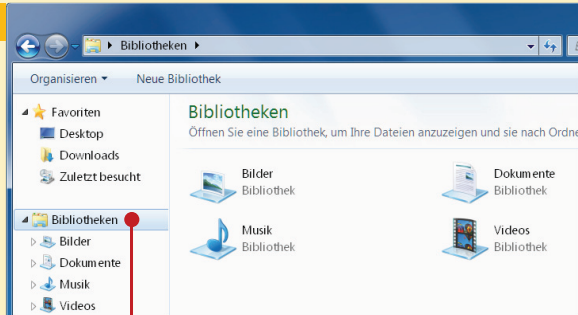 Bibliotheken
Organisieren Neue Bibliothek
Favoriten
Desktop
Downloads
Zuletzt besucht
Bibliotheken
Bilder
Dokumente
Musik
Videos
Bibliotheken
Öffnen Sie eine Bibliothek, um Ihre Dateien anzuzeigen und sie nach Ordne
Bilder
Bibliothek
Dokumente
Bibliothek
Musik
Bibliothek
Videos
Bibliothek